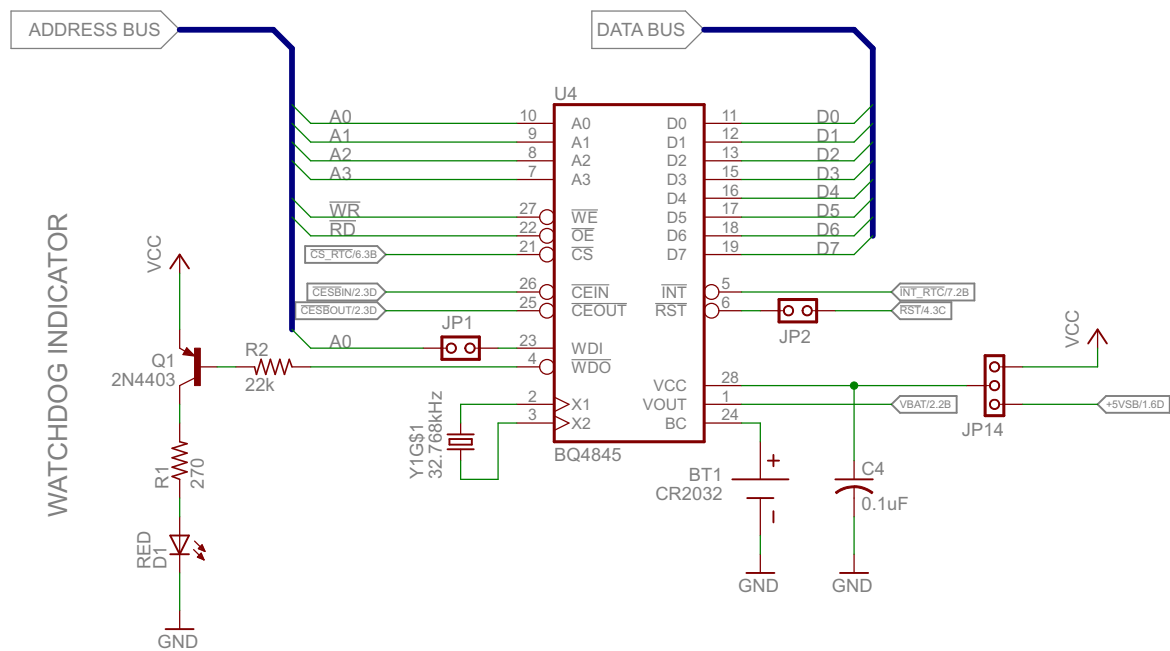 ADDRESS BUS
DATA BUS
U4
A0 10 A0 D0 11 D0
A1 9 A1 D1 12 D1
A2 8 A2 D2 13 D2
A3 7 A3 D3 15 D3
D4 16 D4
WR 27 WE D5 17 D5
RD 22 OE D6 18 D6
CS_RTC/6.3B 21 CS D7 19 D7
CESBIN/2.3D 26 CEIN INT 5 INT_RTC/7.2B
CESBOUT/2.3D 25 CEOUT RST 6 RST/4.3C
JP2
JP1
A0 23 WDI
4 WDO
VCC 28
VOUT 1 VBAT/2.2B
BC 24
2 X1
3 X2
BQ4845
VCC
JP14
+5VSB/1.6D
WATCHDOG INDICATOR
VCC
Q1
2N4403
R2
22k
R1
270
RED
D1
GND
Y1G$1
32.768kHz
BT1
CR2032
+
-
GND
C4
0.1uF
GND